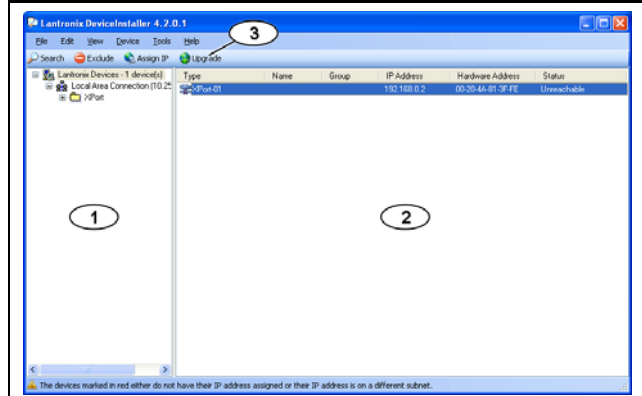 Lantronix DeviceInstaller 4.2.0.1
File Edit View Device Tools Help
3
Search Exclude Assign IP Upgrade
Lantronix Devices - 1 device(s)
Local Area Connection (10.25
XPort
Type Name Group IP Address Hardware Address Status
XPort-01 192.168.0.2 00-20-4A-81-3F-FE Unreachable
1
2
The devices marked in red either do not have their IP address assigned or their IP address is on a different subnet.